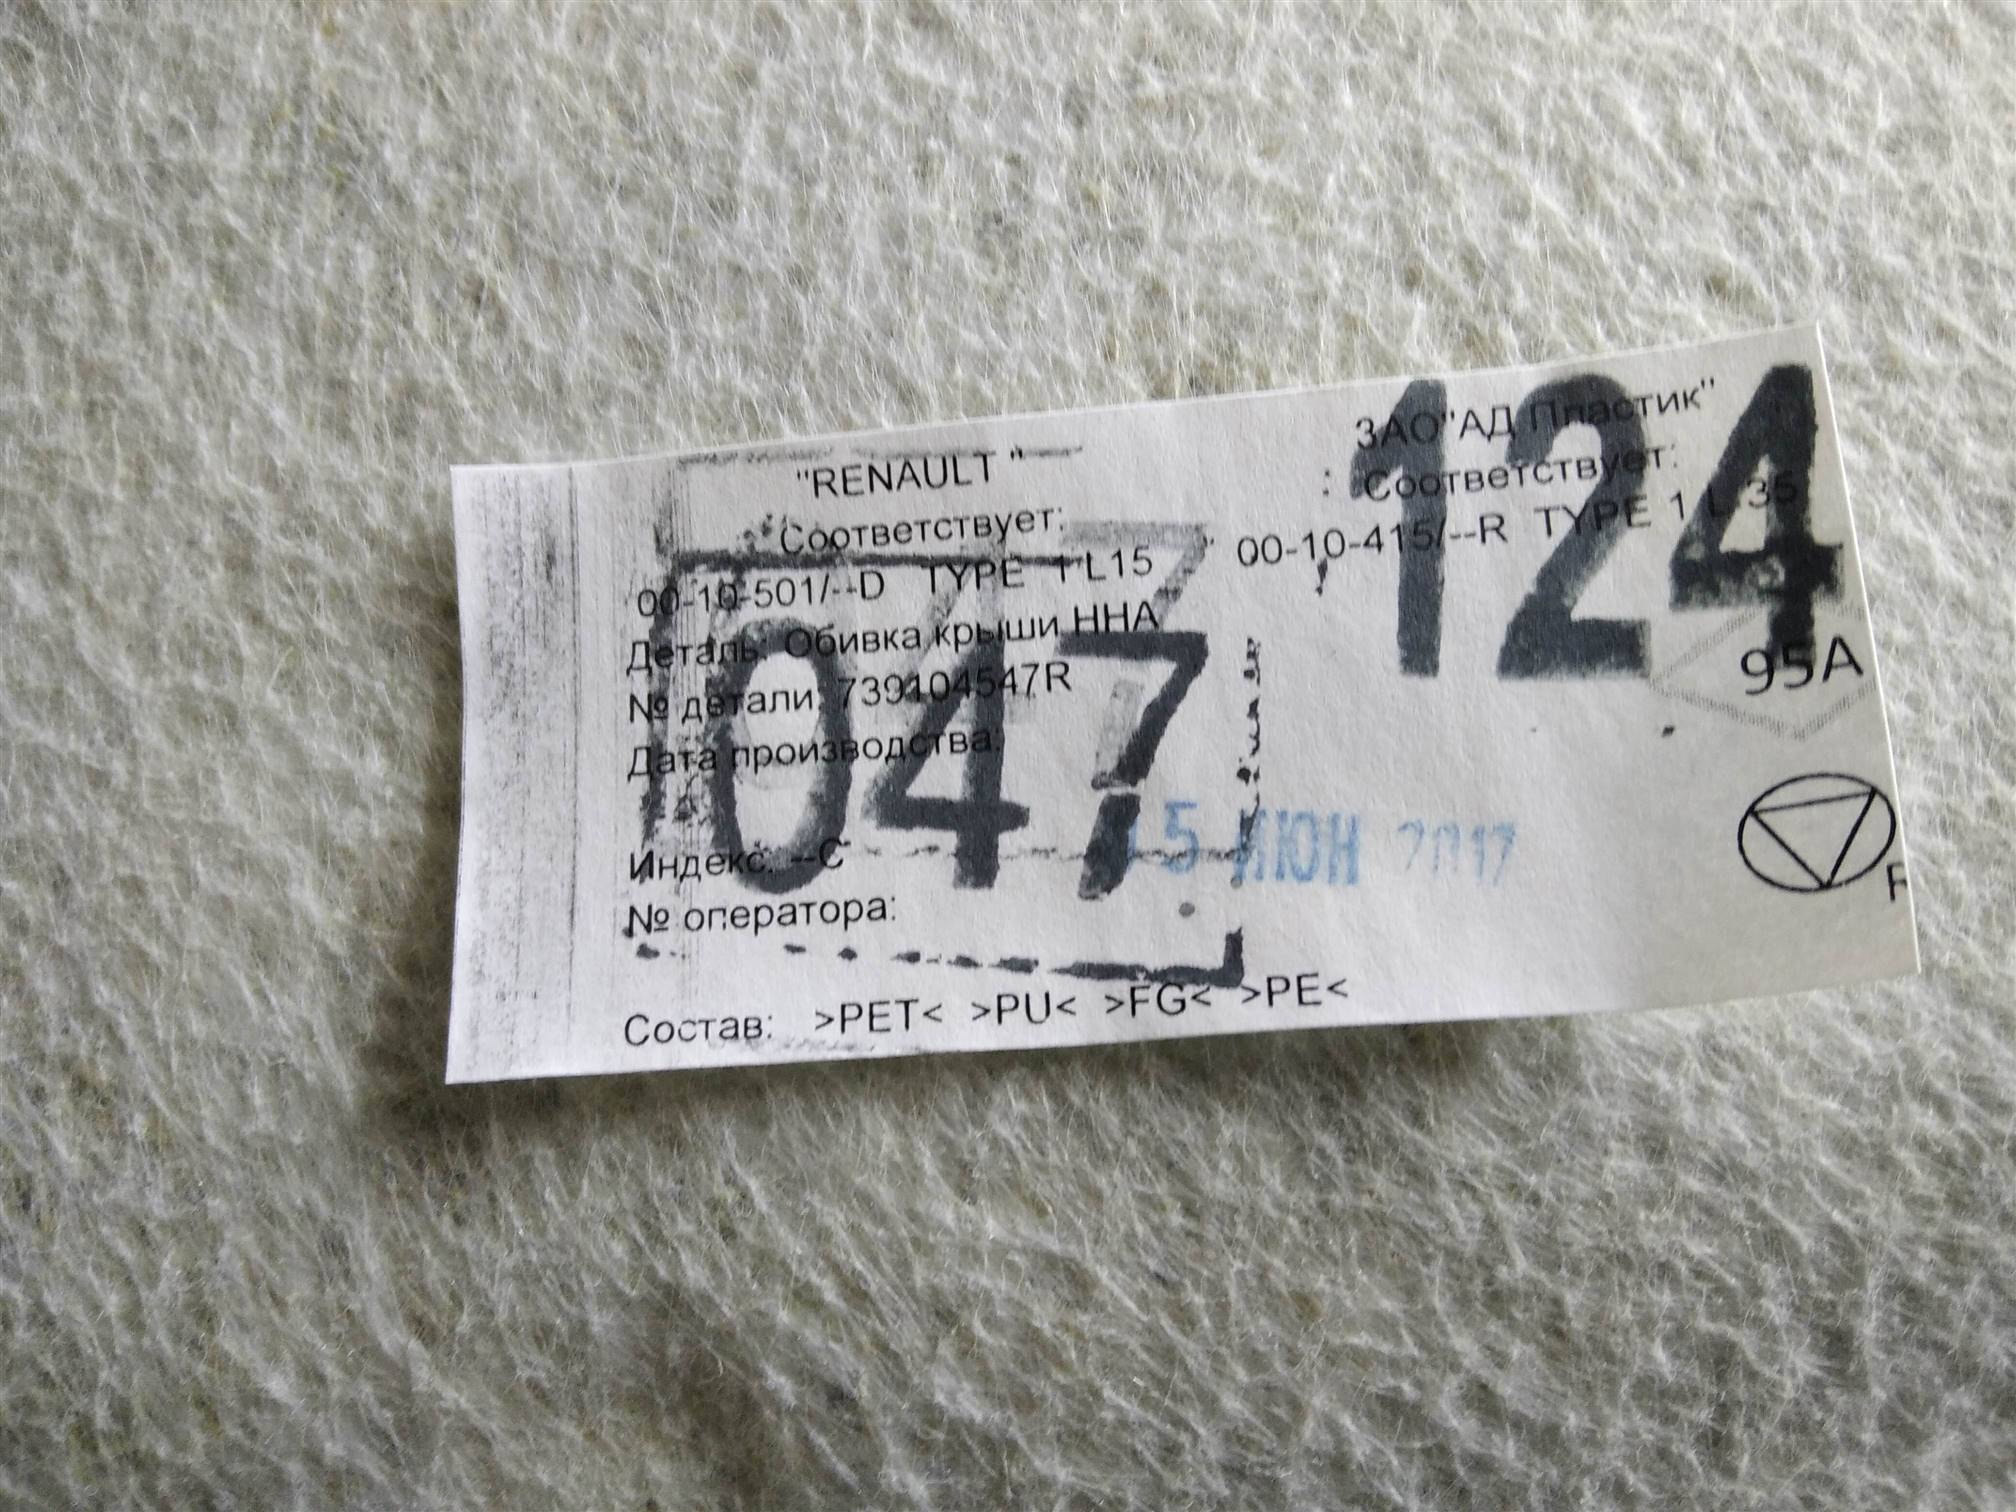 "RENAULT " ЗАО"АД Пластик"
Соответствует: : Соответствует:
00-10-501/--D TYPE 1 L15 " 00-10-415/--R TYPE 1 L 35
Деталь: Обивка крыши ННА
№ детали: 739104547R
Дата производства:
Индекс: --C
№ оператора:
Состав: >PET< >PU< >FG< >PE<
047
124
95A
15 ИЮН 2017